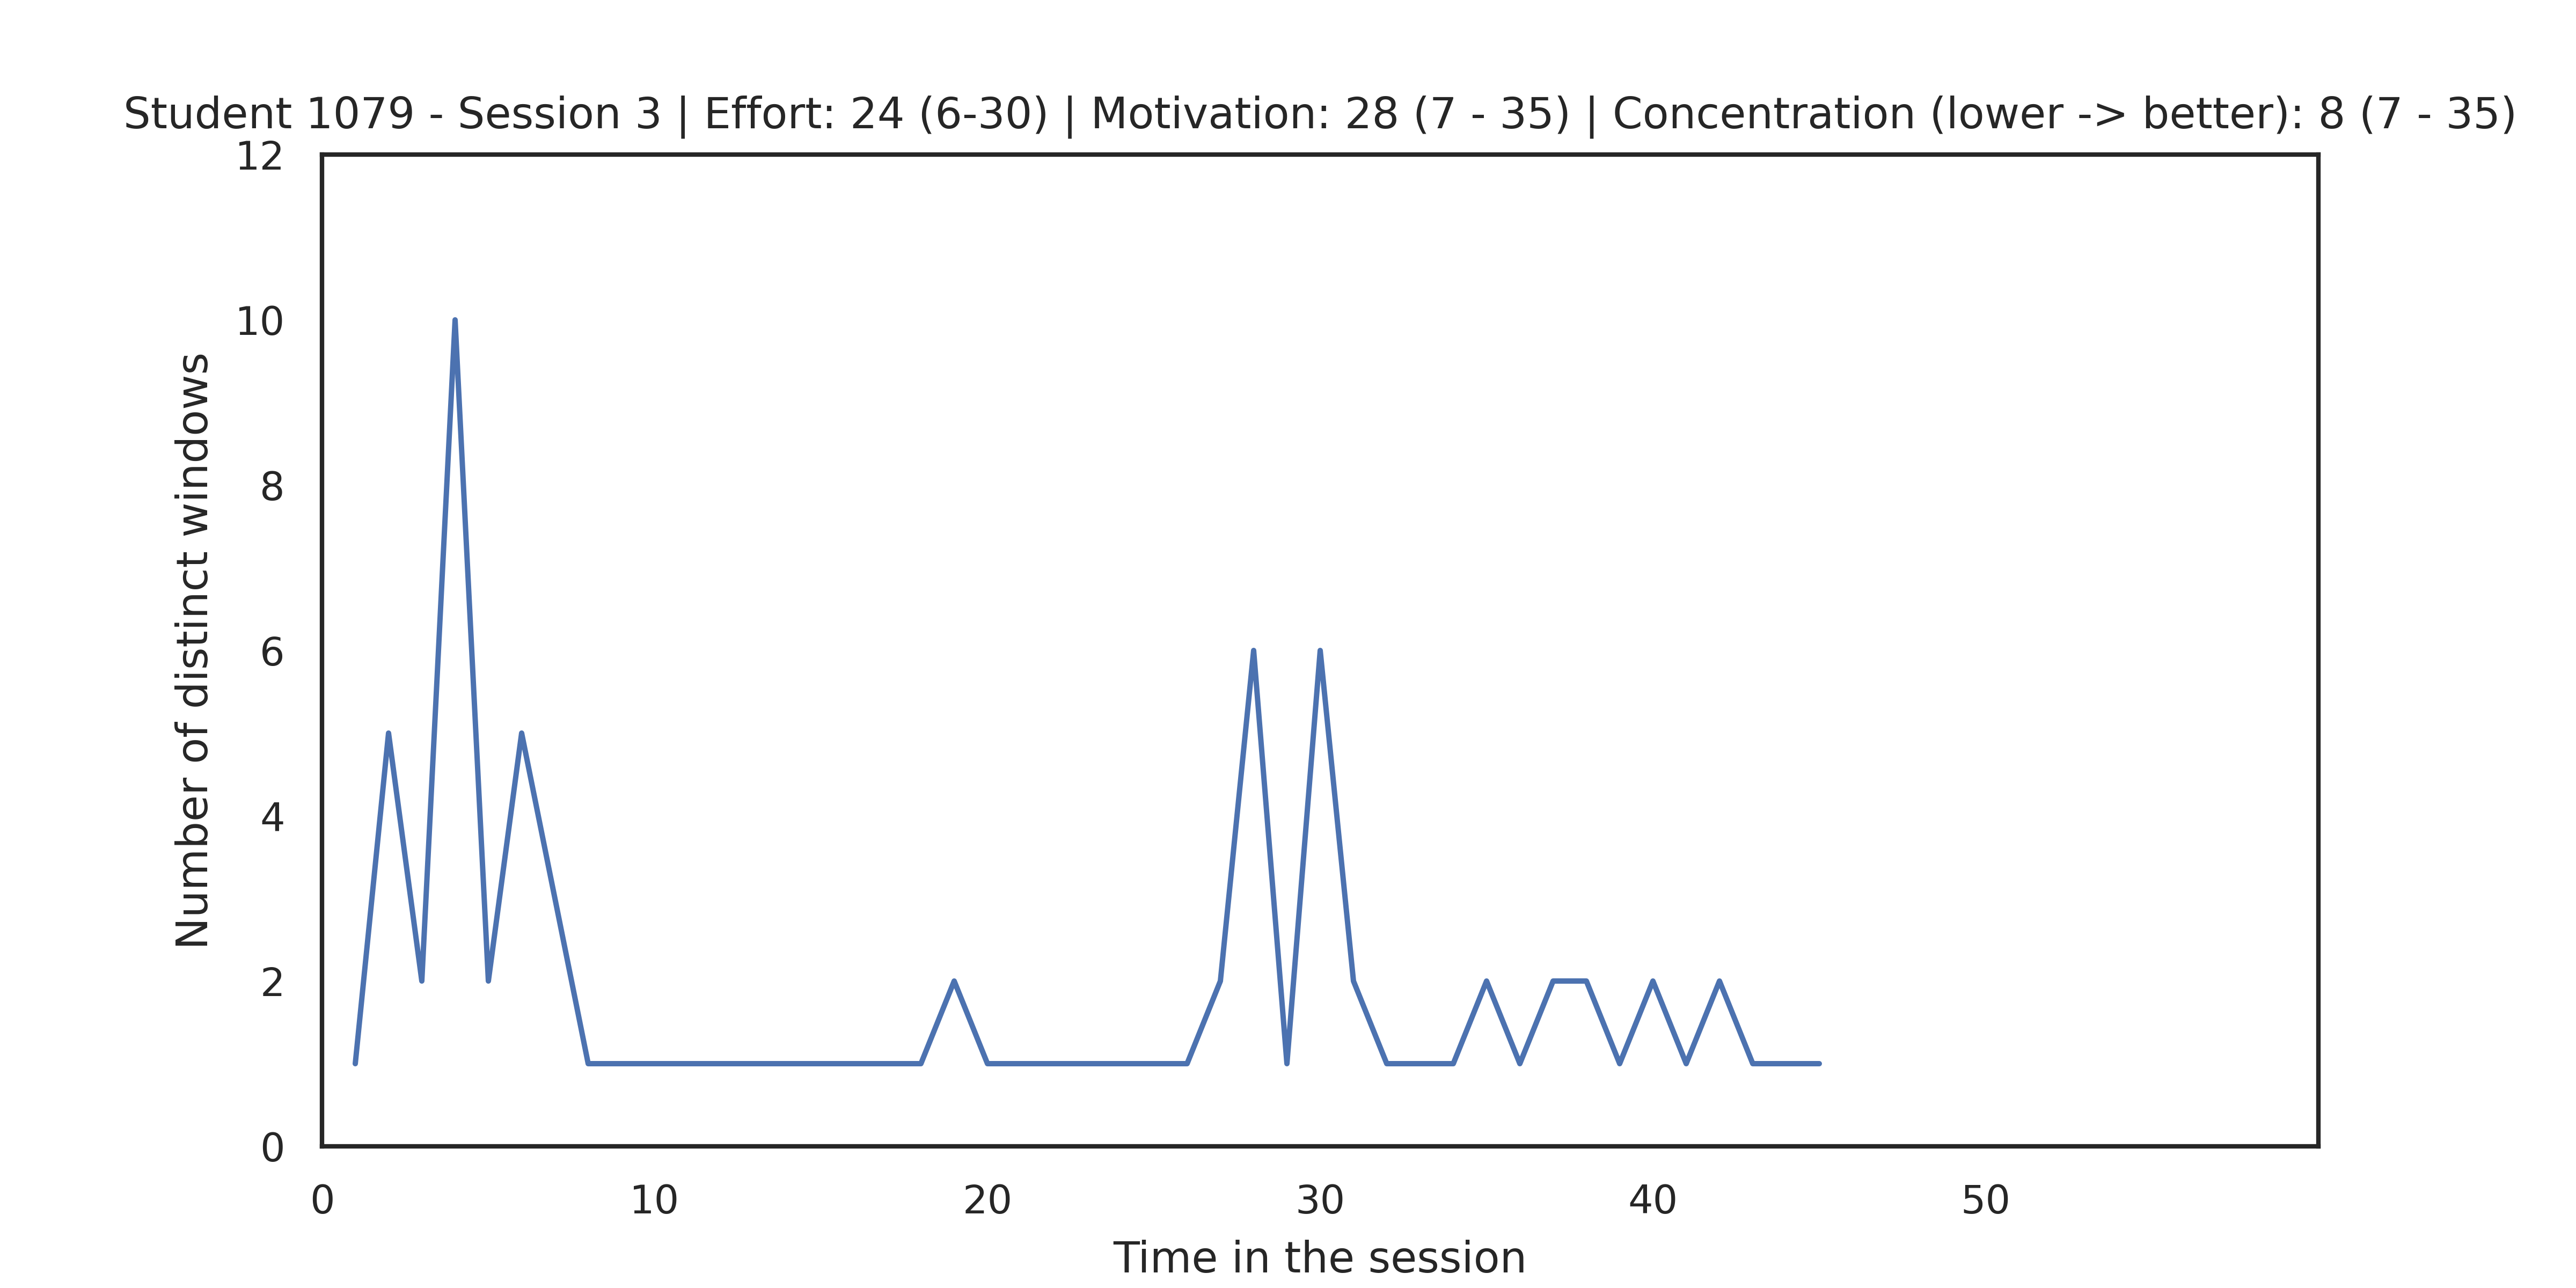 Student 1079 - Session 3 | Effort: 24 (6-30) | Motivation: 28 (7 - 35) | Concentration (lower -> better): 8 (7 - 35)
12
10
8
6
4
2
0
Number of distinct windows
0 10 20 30 40 50
Time in the session